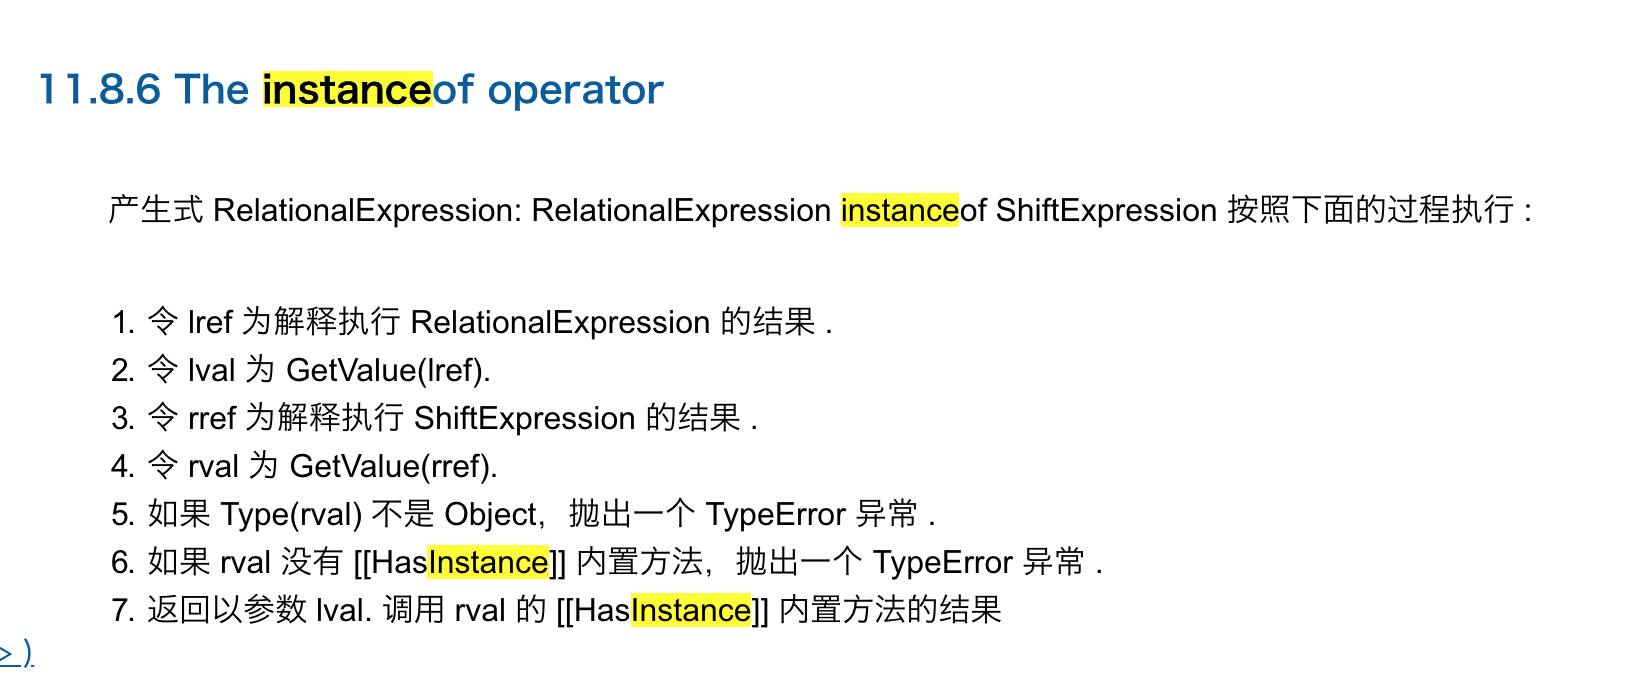 11.8.6 The instanceof operator
产生式 RelationalExpression: RelationalExpression instanceof ShiftExpression 按照下面的过程执行 :
1. 令 lref 为解释执行 RelationalExpression 的结果 .
2. 令 lval 为 GetValue(lref).
3. 令 rref 为解释执行 ShiftExpression 的结果 .
4. 令 rval 为 GetValue(rref).
5. 如果 Type(rval) 不是 Object，抛出一个 TypeError 异常 .
6. 如果 rval 没有 [[HasInstance]] 内置方法，抛出一个 TypeError 异常 .
7. 返回以参数 lval. 调用 rval 的 [[HasInstance]] 内置方法的结果
> )